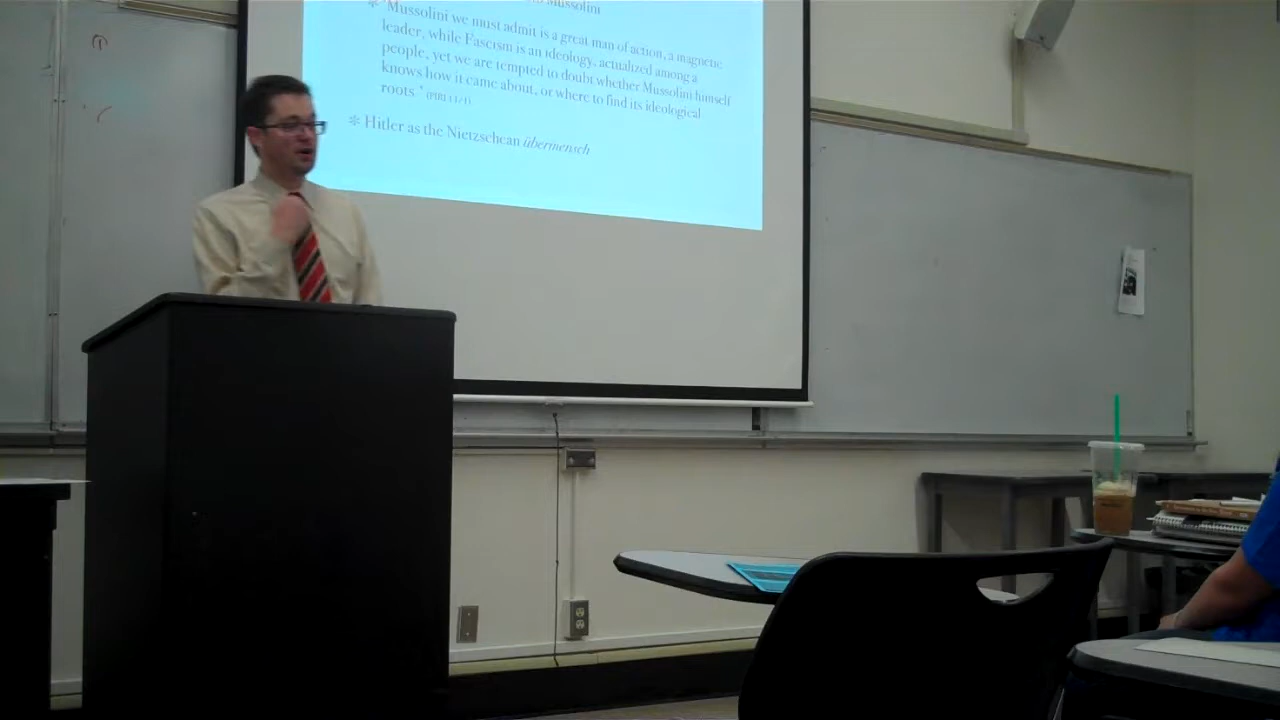 Mussolini
* "Mussolini we must admit is a great man of action, a magnetic
leader, while Fascism is an ideology, actualized among a
people, yet we are tempted to doubt whether Mussolini himself
knows how it came about, or where to find its ideological
roots."
* Hitler as the Nietzschean übermensch